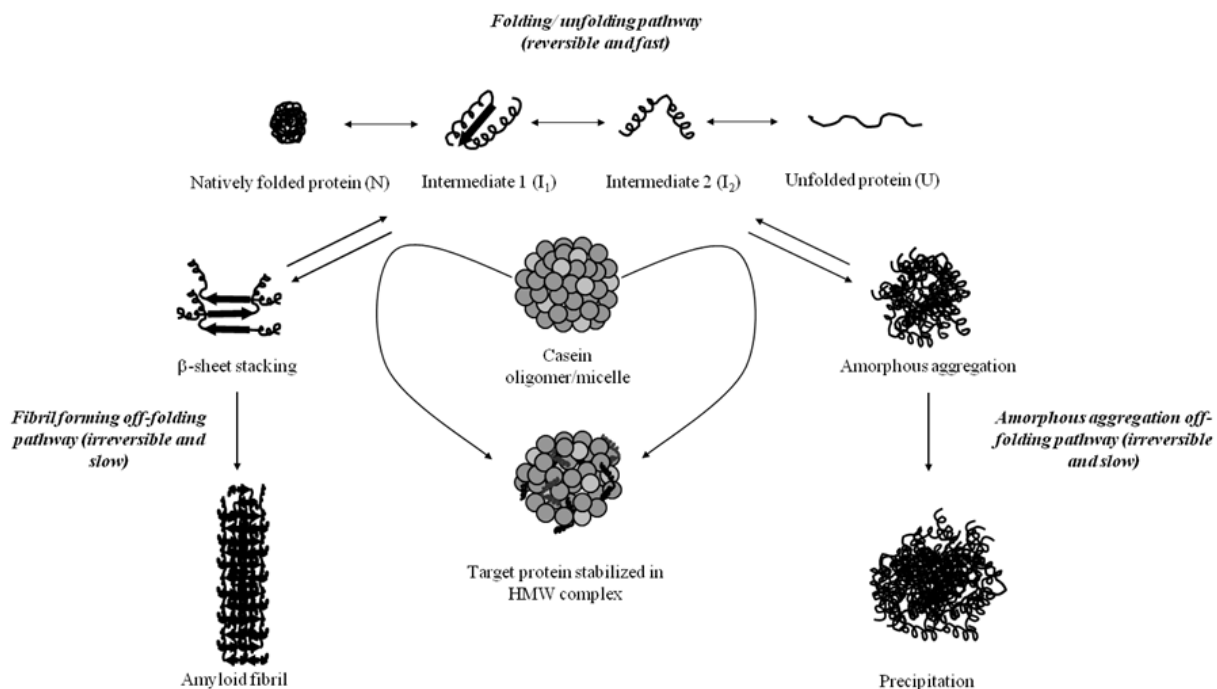 Folding/unfolding pathway
(reversible and fast)
Natively folded protein (N)
Intermediate 1 (I₁)
Intermediate 2 (I₂)
Unfolded protein (U)
β-sheet stacking
Casein
oligomer/micelle
Amorphous aggregation
Fibril forming off-folding
pathway (irreversible and
slow)
Amorphous aggregation off-
folding pathway (irreversible
and slow)
Target protein stabilized in
HMW complex
Amyloid fibril
Precipitation